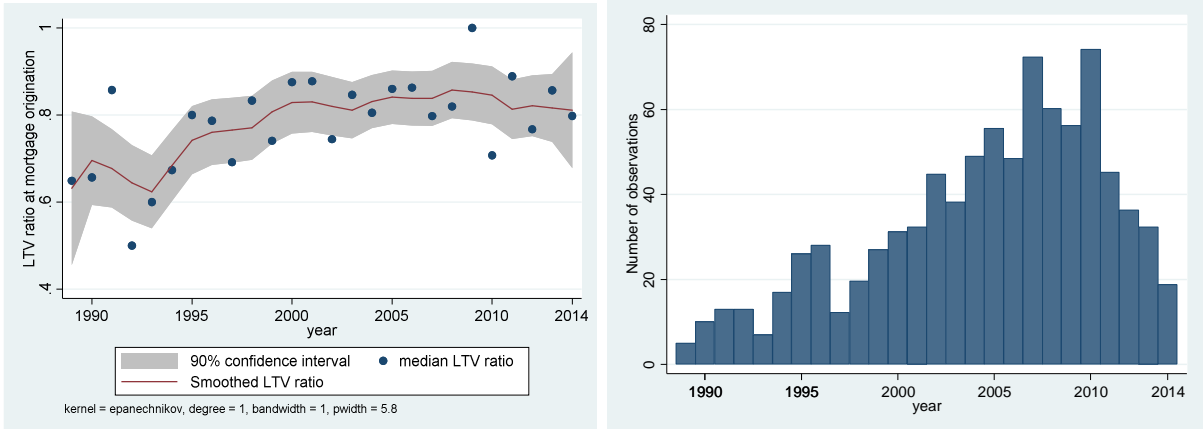 LTV ratio at mortgage origination
1
.8
.6
.4
1990 1995 2000 2005 2010 2014
year
90% confidence interval median LTV ratio
Smoothed LTV ratio
kernel = epanechnikov, degree = 1, bandwidth = 1, pwidth = 5.8
Number of observations
80
60
40
20
0
1990 1995 2000 2005 2010 2014
year